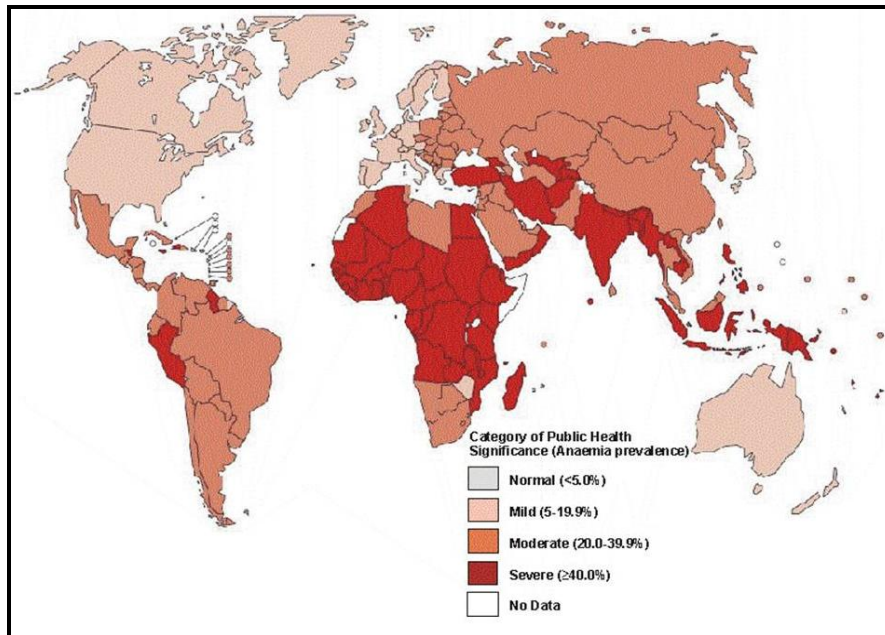 Category of Public Health
Significance (Anaemia prevalence)
Normal (<5.0%)
Mild (5-19.9%)
Moderate (20.0-39.9%)
Severe (≥40.0%)
No Data